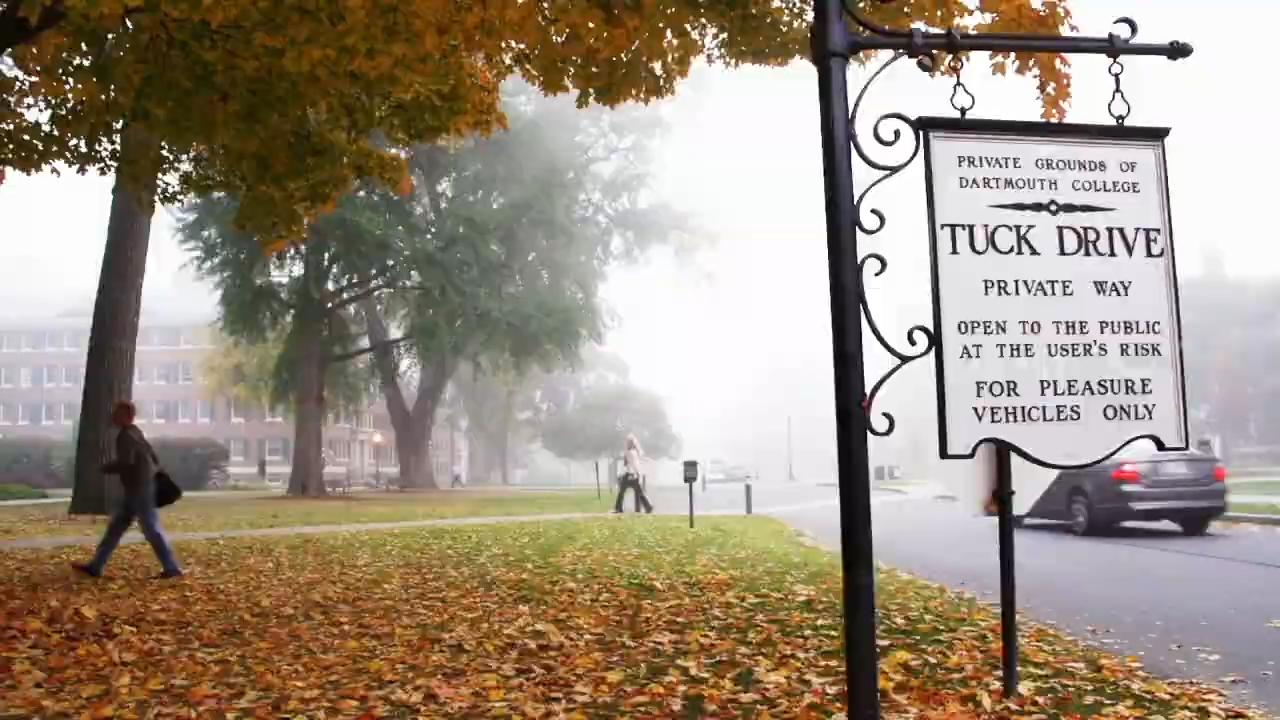 PRIVATE GROUNDS OF
DARTMOUTH COLLEGE
TUCK DRIVE
PRIVATE WAY
OPEN TO THE PUBLIC
AT THE USER'S RISK
FOR PLEASURE
VEHICLES ONLY